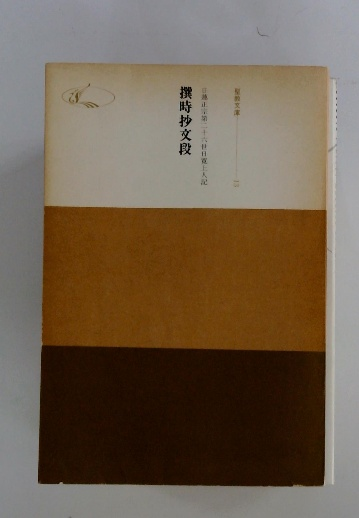 聖教文庫
日蓮正宗第二十六世日寛上人記
撰時抄文段